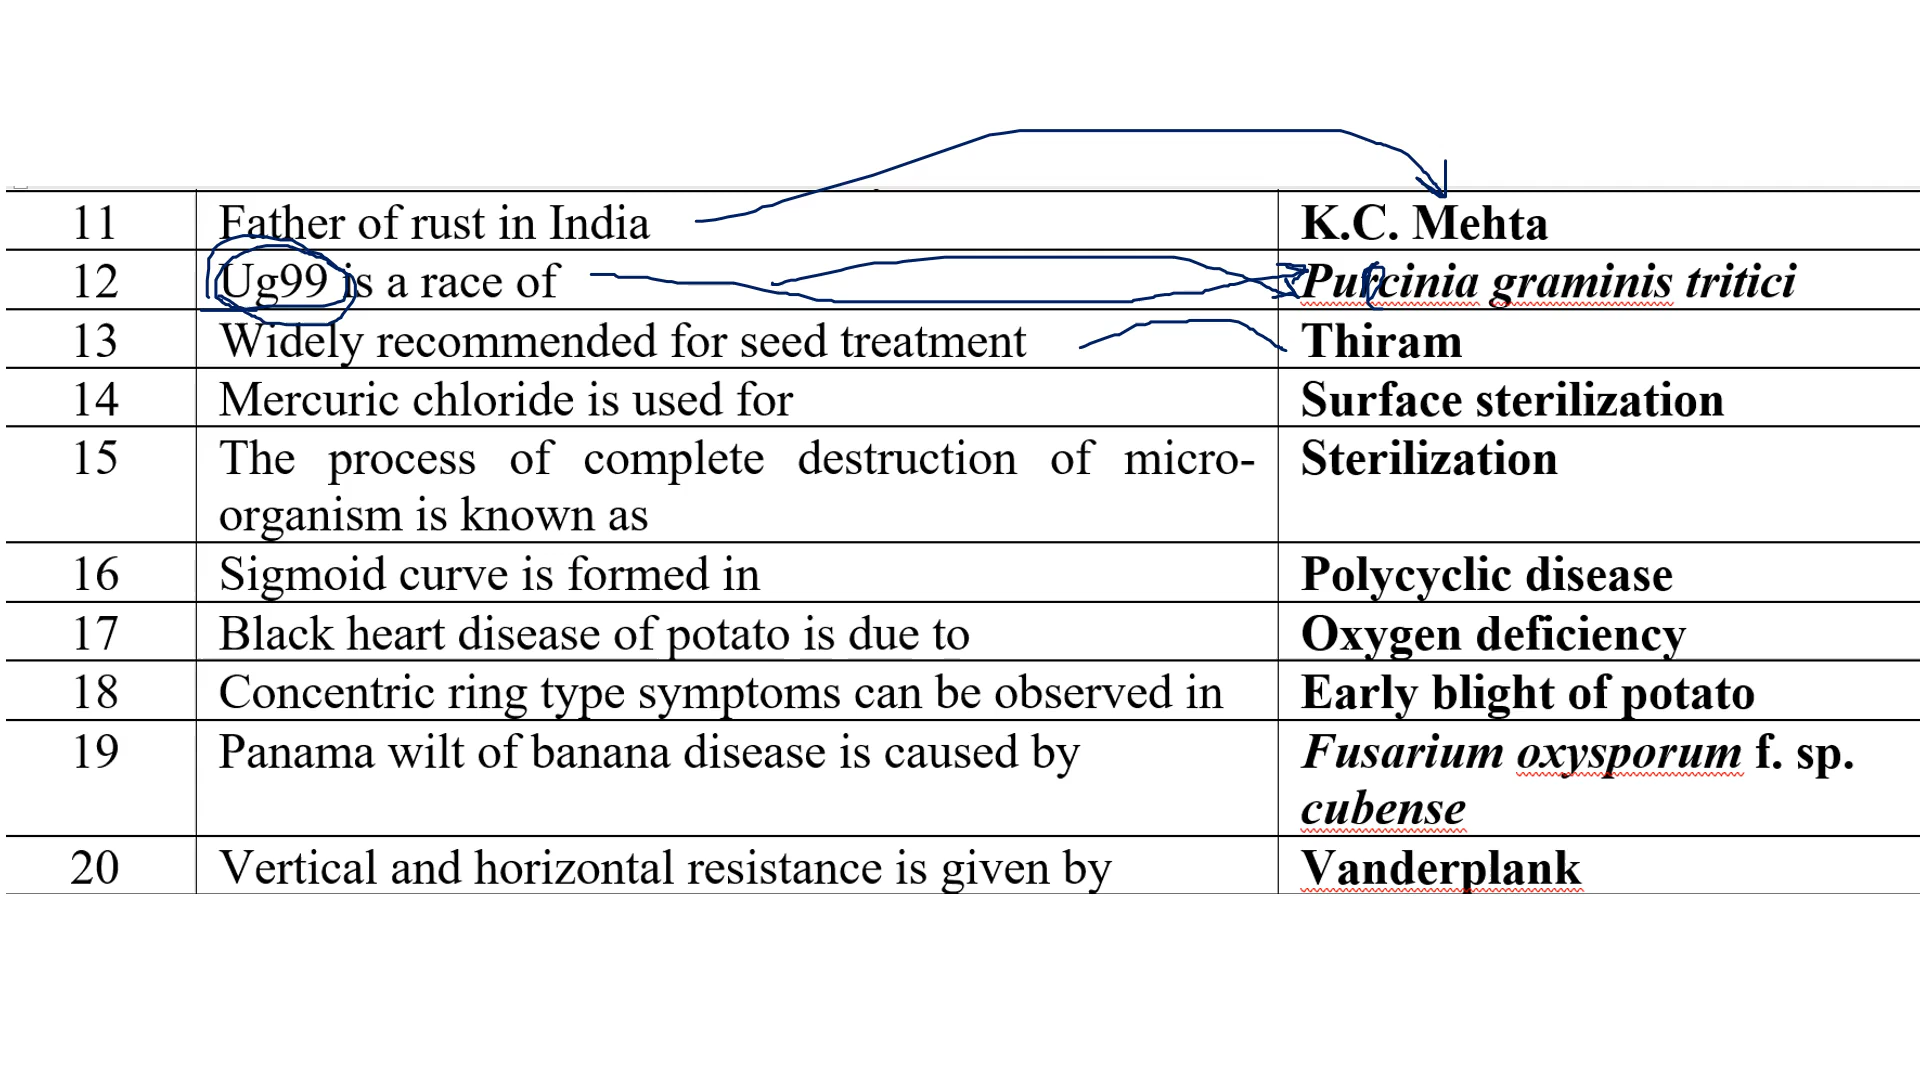 11 Father of rust in India K.C. Mehta
12 Ug99 is a race of Purcinia graminis tritici
13 Widely recommended for seed treatment Thiram
14 Mercuric chloride is used for Surface sterilization
15 The process of complete destruction of micro- Sterilization
organism is known as
16 Sigmoid curve is formed in Polycyclic disease
17 Black heart disease of potato is due to Oxygen deficiency
18 Concentric ring type symptoms can be observed in Early blight of potato
19 Panama wilt of banana disease is caused by Fusarium oxysporum f. sp.
cubense
20 Vertical and horizontal resistance is given by Vanderplank